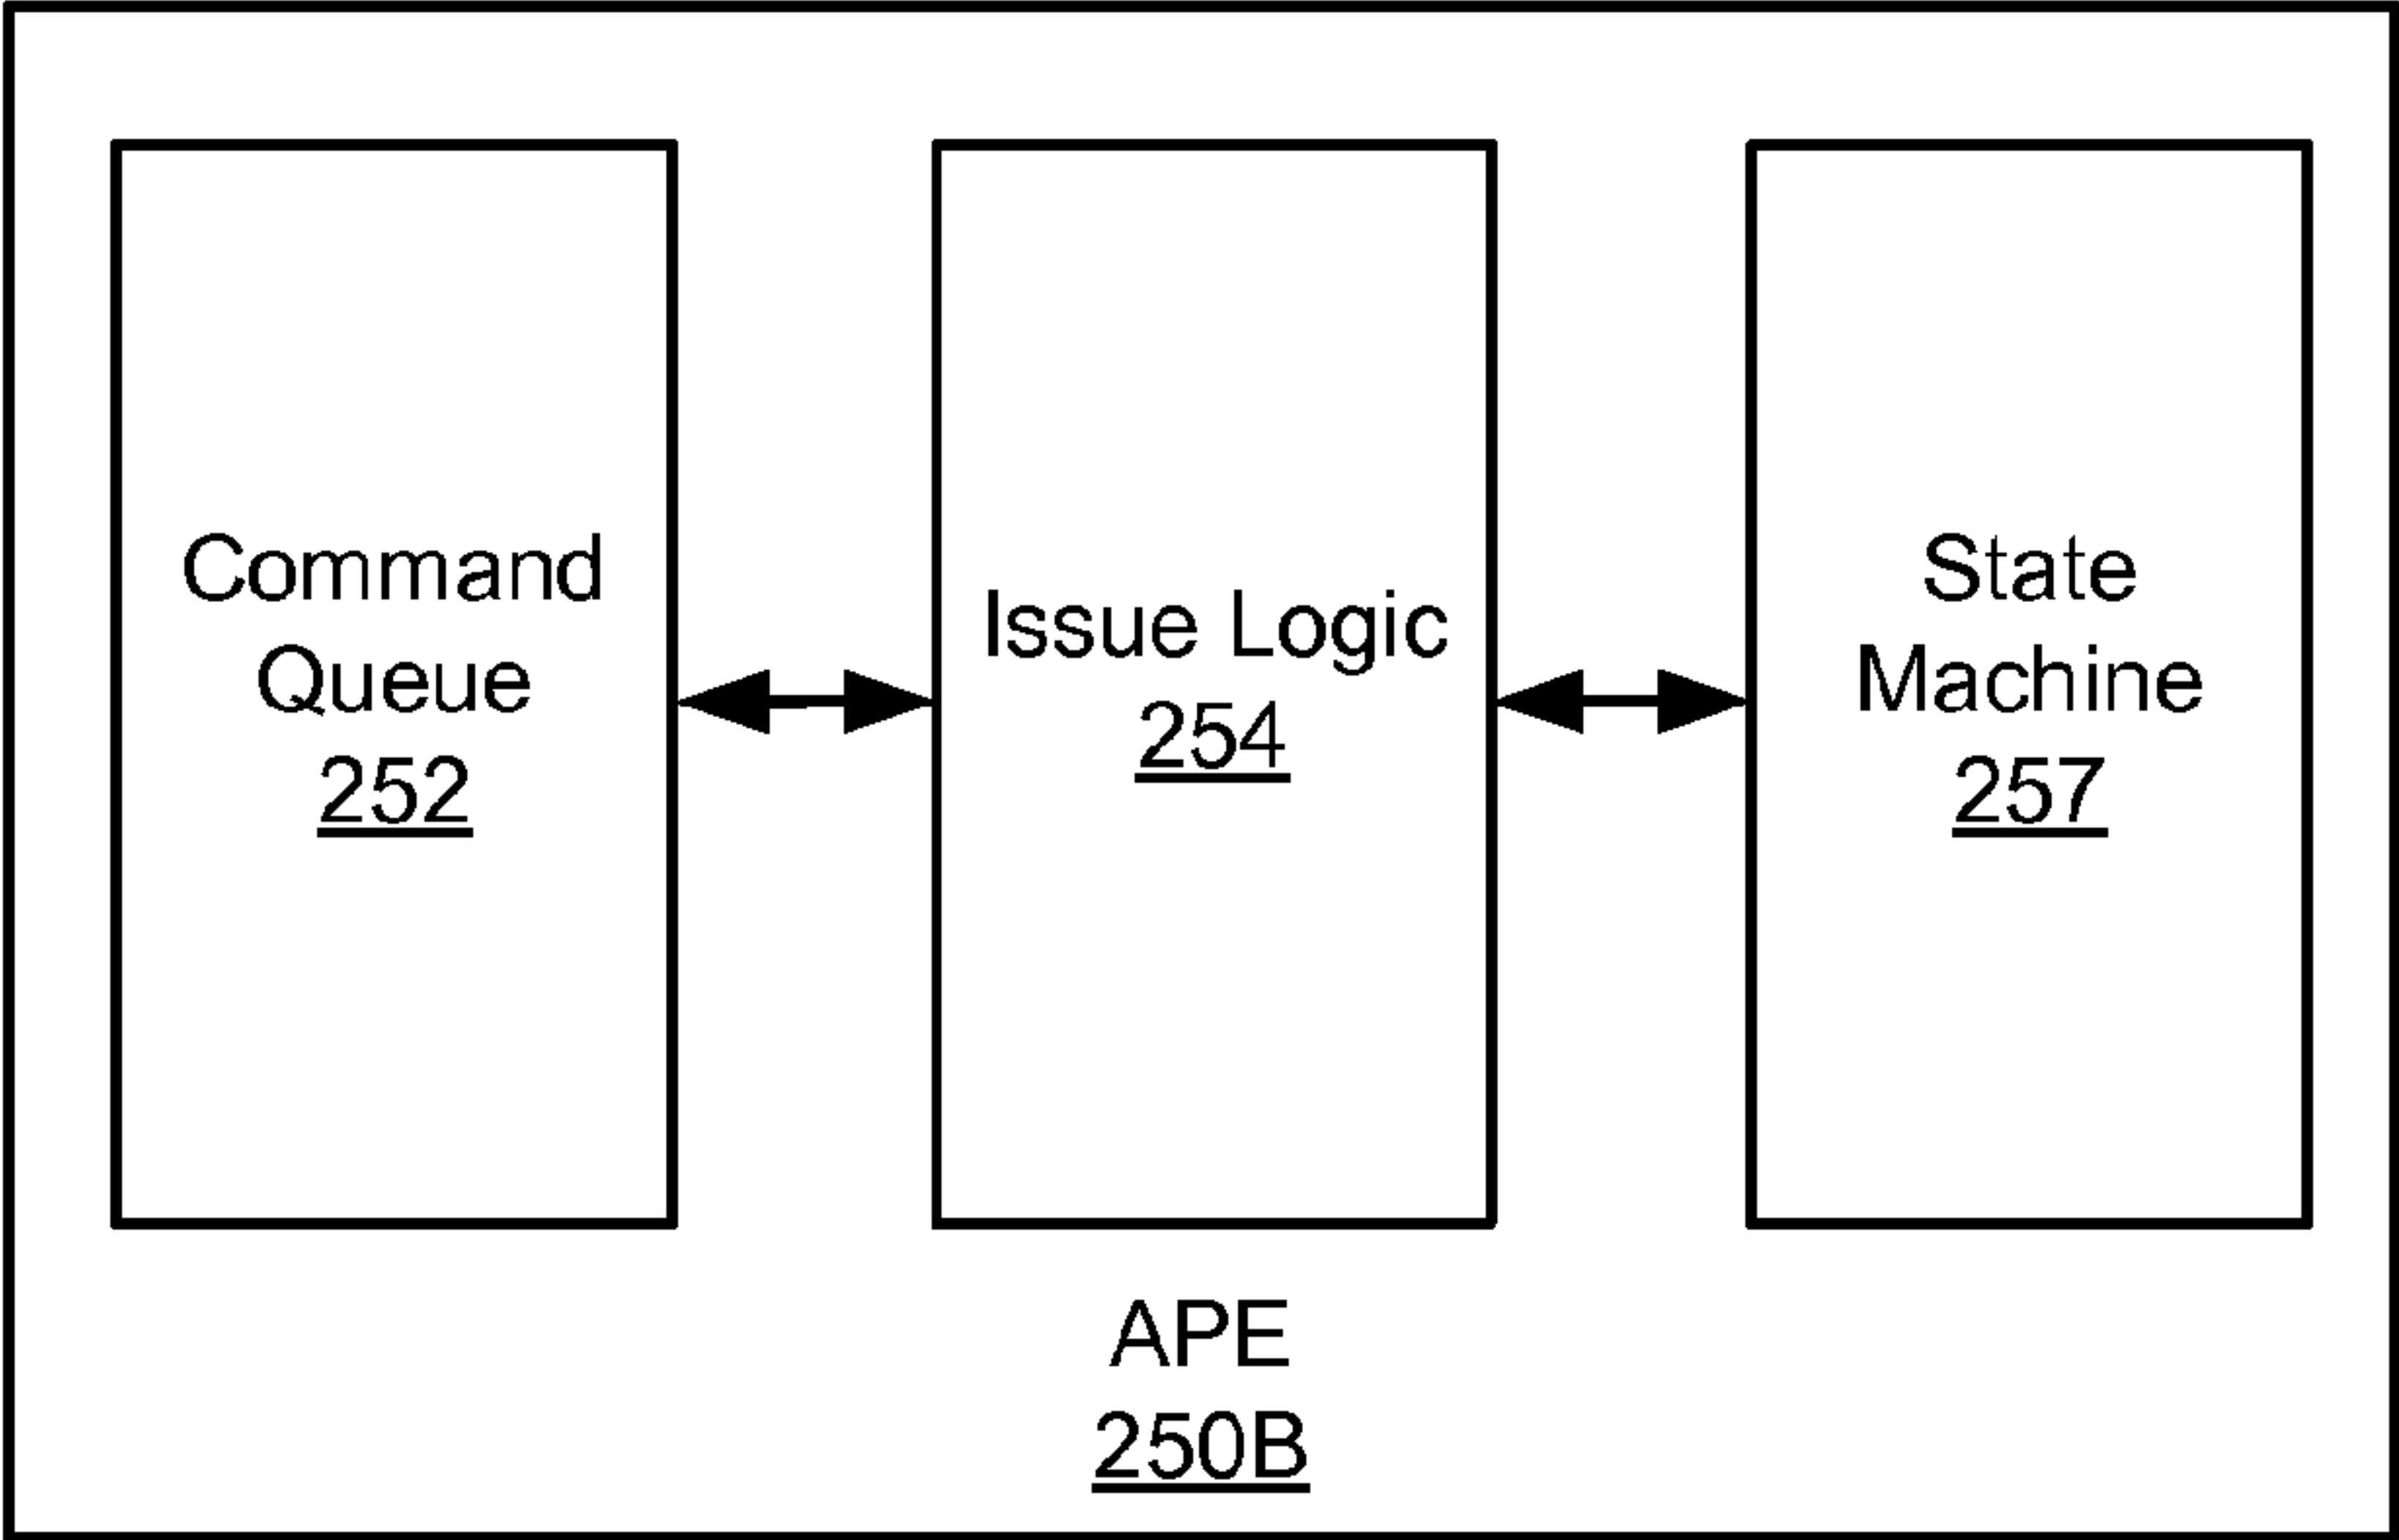 Command
Queue
252
Issue Logic
254
State
Machine
257
APE
250B